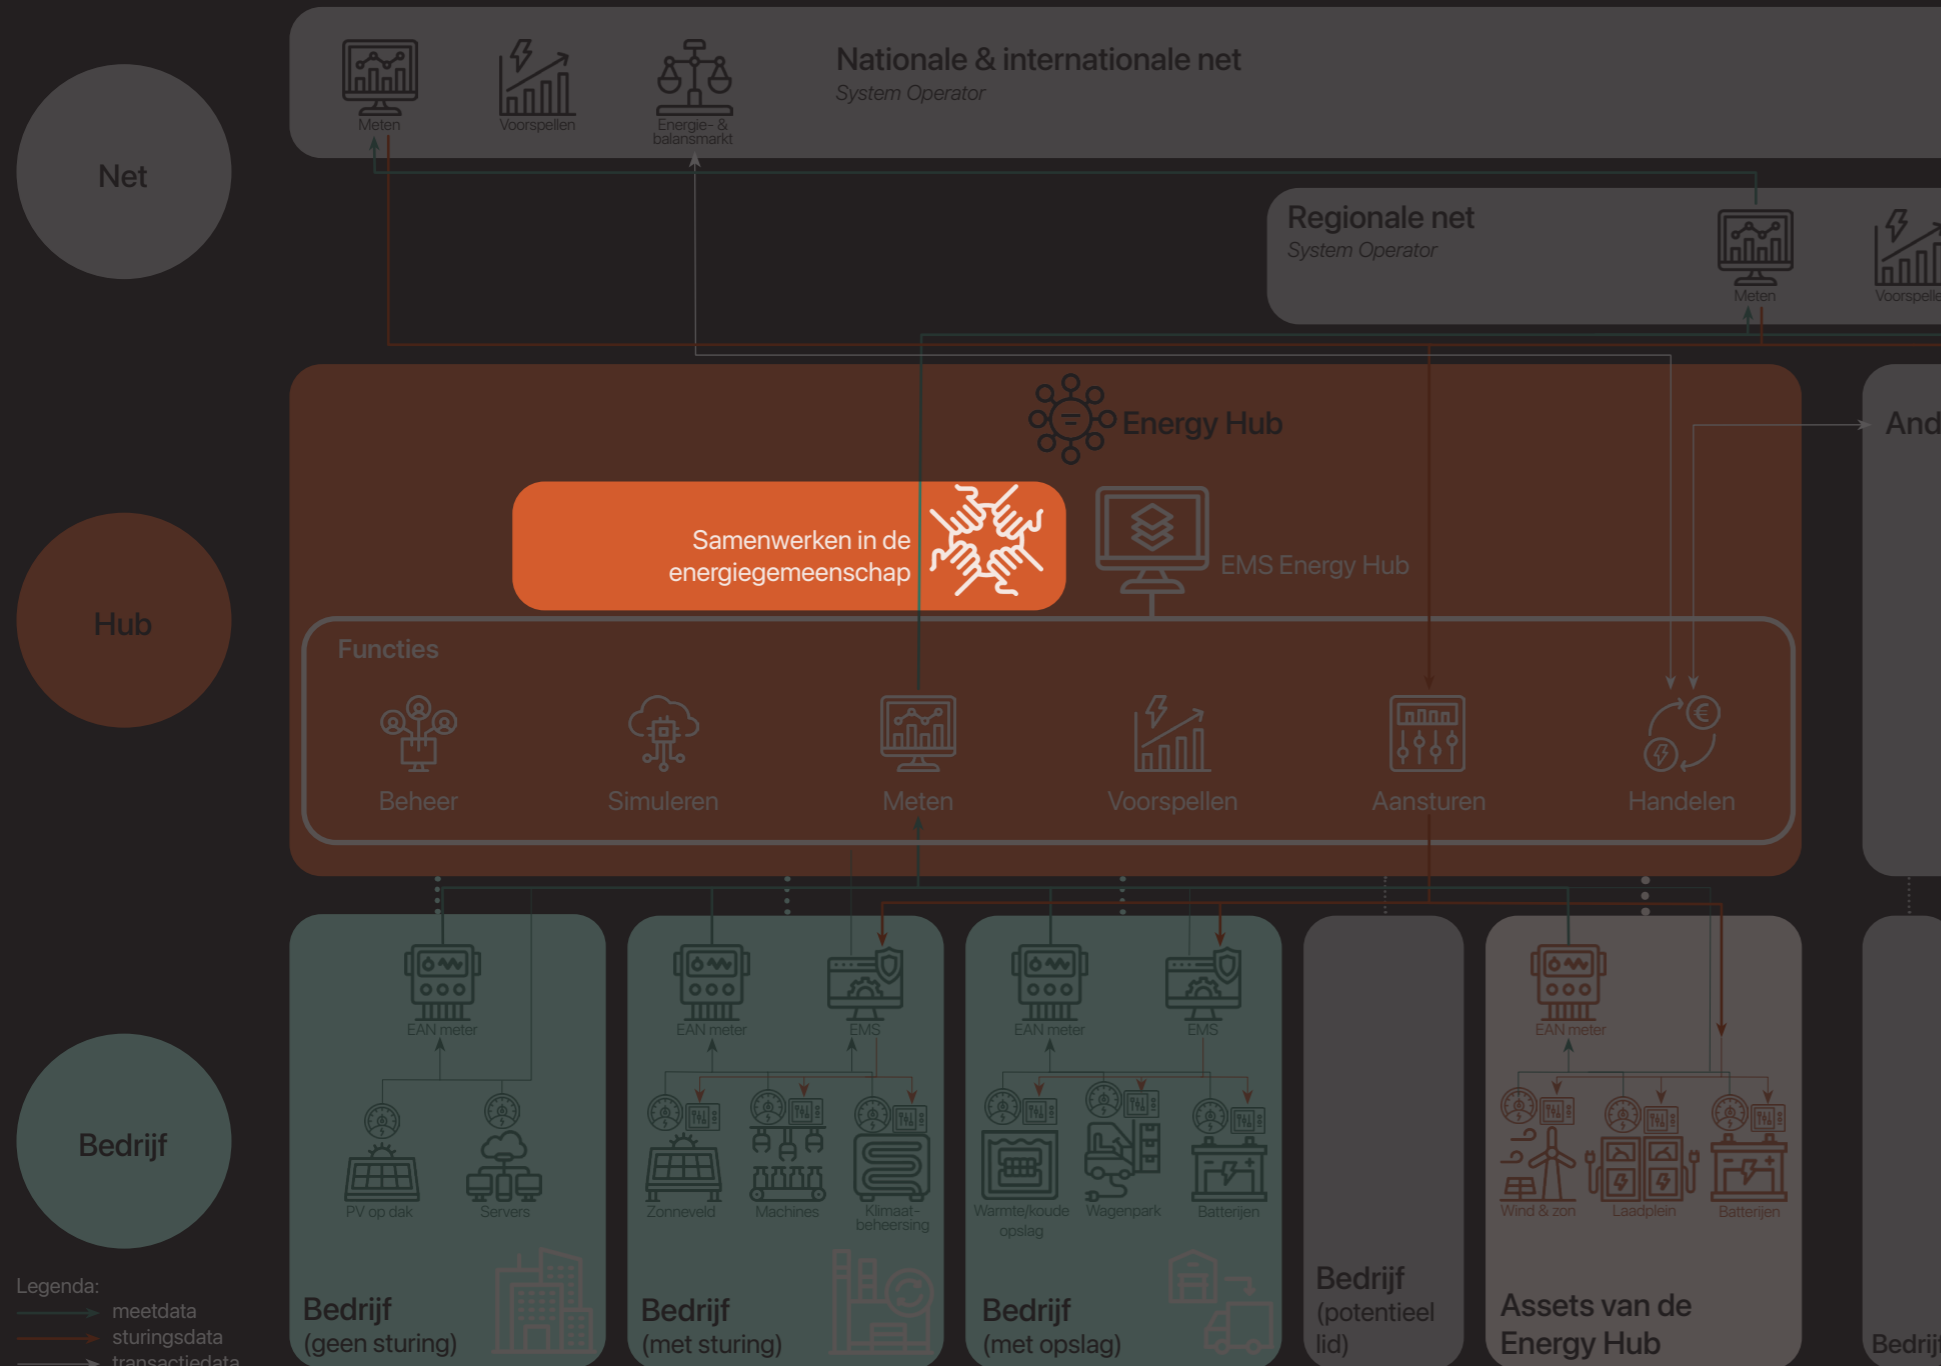 Nationale & internationale net
System Operator
Meten
Voorspellen
Energie- &
balansmarkt
Net
Regionale net
System Operator
Meten
Energy Hub
Samenwerken in de
energiegemeenschap
EMS Energy Hub
Hub
Functies
Beheer
Simuleren
Meten
Voorspellen
Aansturen
Handelen
Bedrijf
EAN meter
PV op dak
Servers
Bedrijf
(geen sturing)
EAN meter
EMS
Zonneveld
Machines
Klimaat-
beheersing
Bedrijf
(met sturing)
EAN meter
EMS
Warmte/koude
opslag
Wagenpark
Batterijen
Bedrijf
(met opslag)
Bedrijf
(potentieel
lid)
EAN meter
Wind & zon
Laadplein
Batterijen
Assets van de
Energy Hub
Legenda:
meetdata
sturingsdata
transactiedata